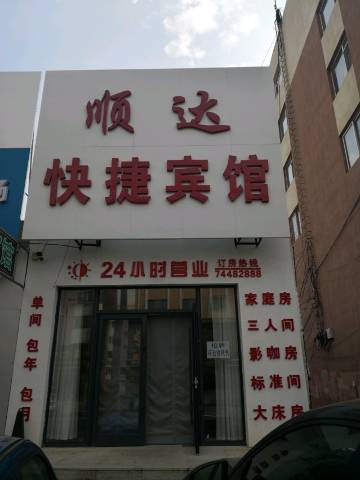 顺达
快捷宾馆
24小时营业
订房热线
74482888
单间
包年
包月
家庭房
三人间
影咖房
标准间
大床房